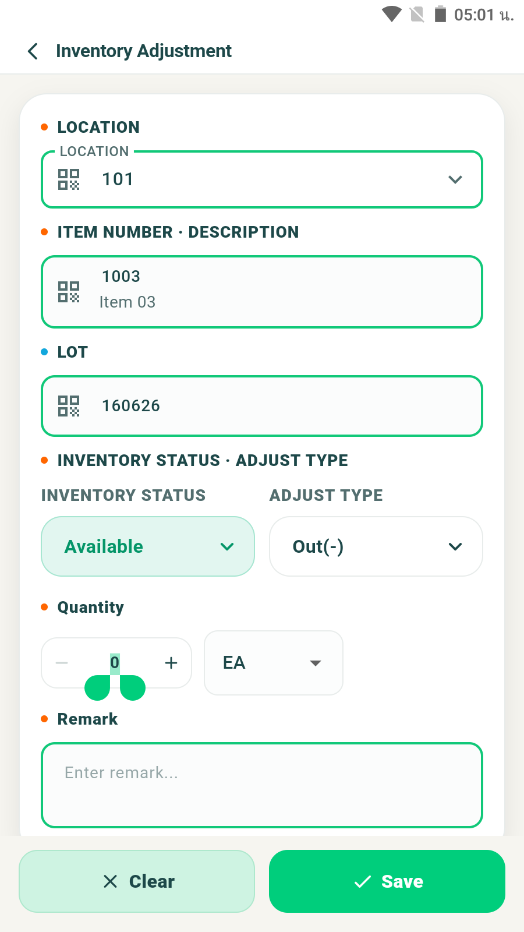 05:01 น.
Inventory Adjustment
LOCATION
LOCATION
101
ITEM NUMBER · DESCRIPTION
1003
Item 03
LOT
160626
INVENTORY STATUS · ADJUST TYPE
INVENTORY STATUS ADJUST TYPE
Available Out(-)
Quantity
− 0 + EA
Remark
Enter remark...
Clear Save